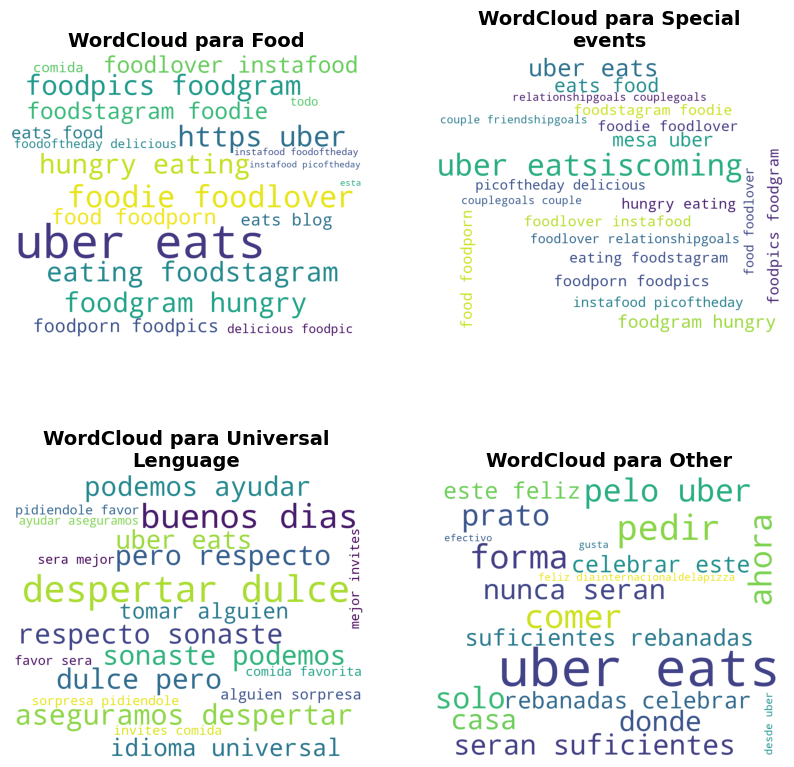 WordCloud para Food
comida
foodlover instafood
foodpics foodgram
todo
foodstagram foodie
eats food
https uber
foodoftheday delicious
instafood foodoftheday
hungry eating
instafood picoftheday
esta
foodie foodlover
food foodporn
eats blog
uber eats
eating foodstagram
foodgram hungry
foodporn foodpics
delicious foodpic
WordCloud para Special
events
uber eats
eats food
relationshipgoals couplegoals
foodstagram foodie
couple friendshipgoals
foodie foodlover
mesa uber
uber eatsiscoming
picoftheday delicious
couplegoals couple
hungry eating
foodlover instafood
foodlover relationshipgoals
eating foodstagram
foodporn foodpics
instafood picoftheday
foodgram hungry
food foodporn
food foodlover
foodpics foodgram
WordCloud para Universal
Lenguage
podemos ayudar
pidiendole favor
buenos dias
ayudar aseguramos
uber eats
sera mejor
pero respecto
mejor invites
despertar dulce
tomar alguien
respecto sonaste
favor sera
sonaste podemos
comida favorita
dulce pero
alguien sorpresa
sorpresa pidiendole
aseguramos despertar
invites comida
idioma universal
WordCloud para Other
este feliz
pelo uber
prato
pedir
ahora
efectivo
gusta
forma
celebrar este
feliz diainternacionaldelapizza
nunca seran
comer
suficientes rebanadas
uber eats
solo
rebanadas celebrar
casa
donde
desde uber
seran suficientes